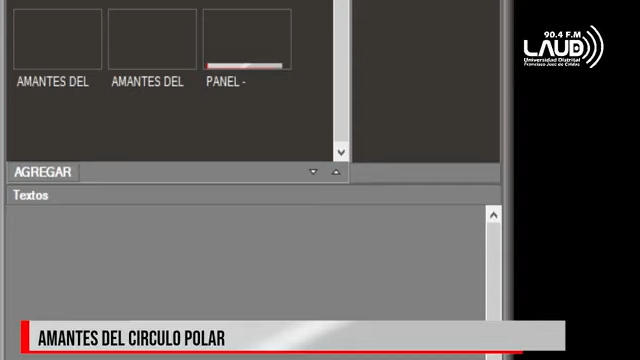 90.4 F.M
LAUD
Universidad Distrital
Francisco José de Caldas
AMANTES DEL
AMANTES DEL
PANEL -
AGREGAR
Textos
AMANTES DEL CIRCULO POLAR